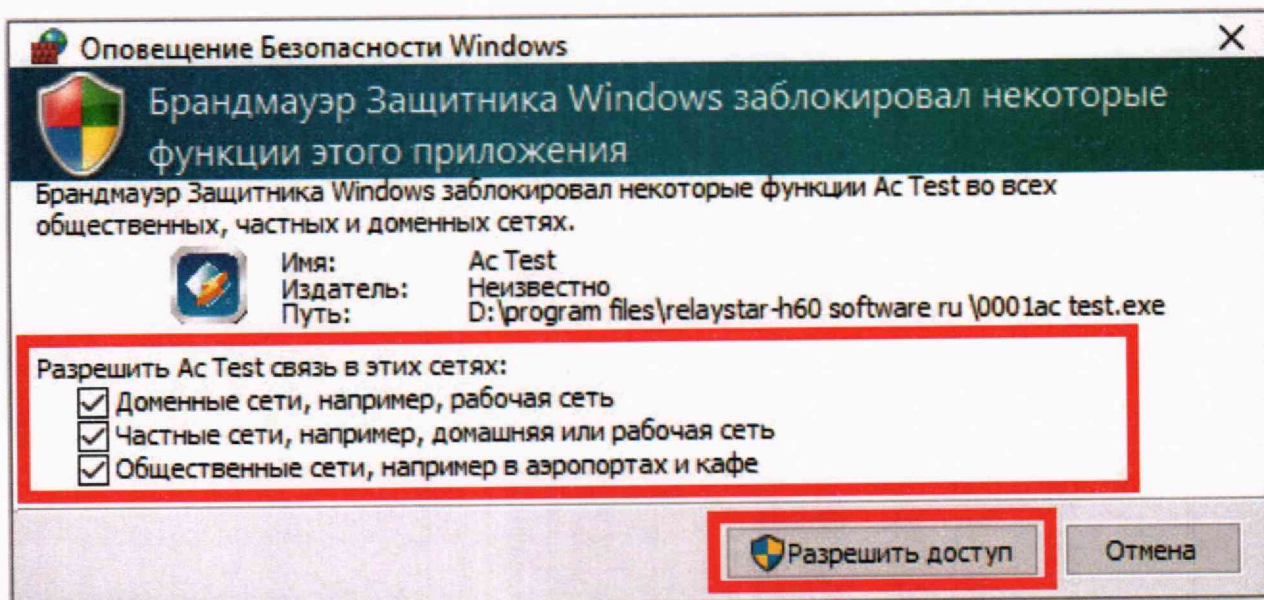 Оповещение Безопасности Windows
Брандмауэр Защитника Windows заблокировал некоторые
функции этого приложения
Брандмауэр Защитника Windows заблокировал некоторые функции Ac Test во всех
общественных, частных и доменных сетях.
Имя: Ac Test
Издатель: Неизвестно
Путь: D:\program files\relaystar-h60 software ru \0001ac test.exe
Разрешить Ac Test связь в этих сетях:
Доменные сети, например, рабочая сеть
Частные сети, например, домашняя или рабочая сеть
Общественные сети, например в аэропортах и кафе
Разрешить доступ Отмена